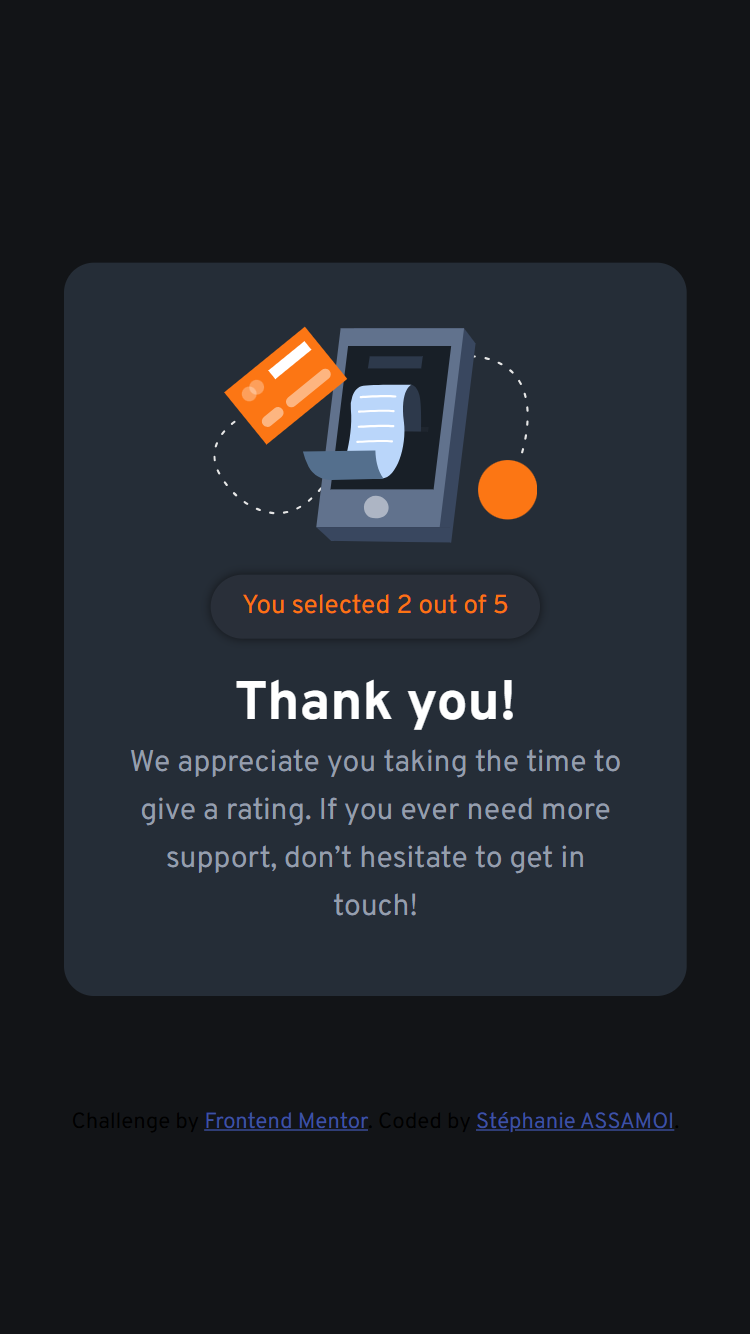 You selected 2 out of 5
Thank you!
We appreciate you taking the time to
give a rating. If you ever need more
support, don’t hesitate to get in
touch!
Challenge by Frontend Mentor. Coded by Stéphanie ASSAMOI.